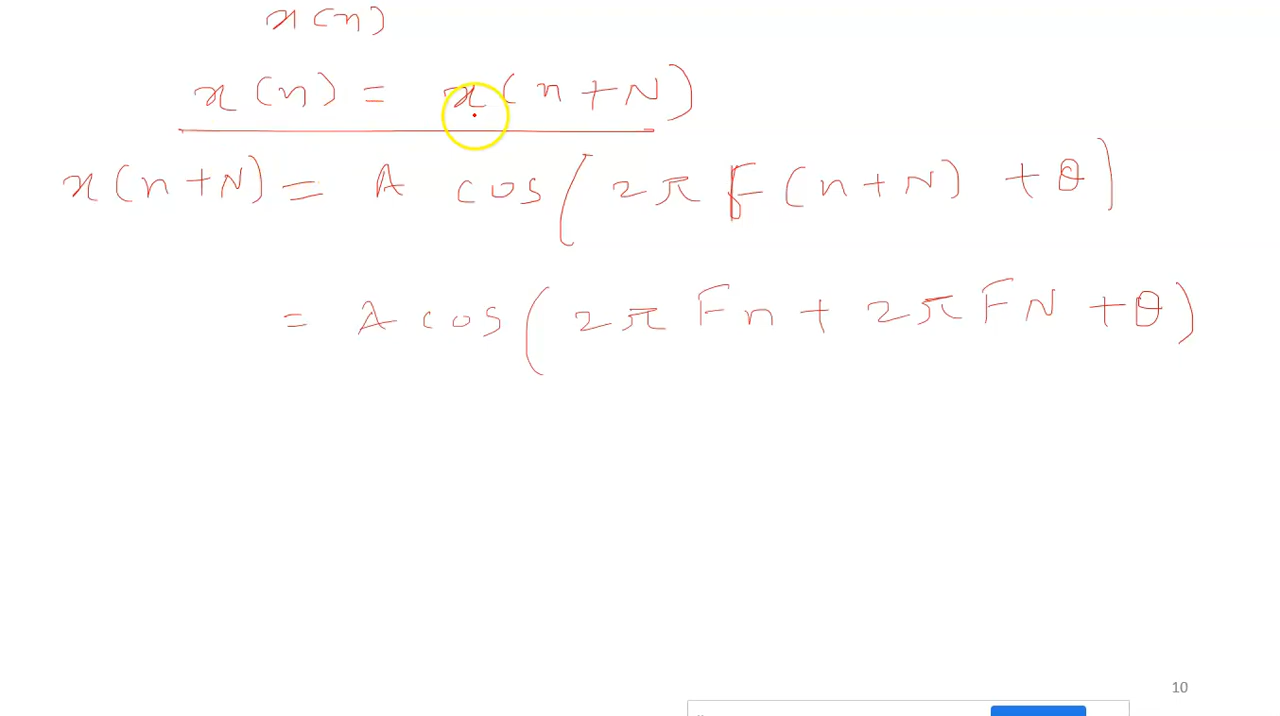 x(n)
x(n) = x(n+N)
x(n+N) = A cos(2π F(n+N) + θ)
= A cos(2π Fn + 2π FN + θ)
10